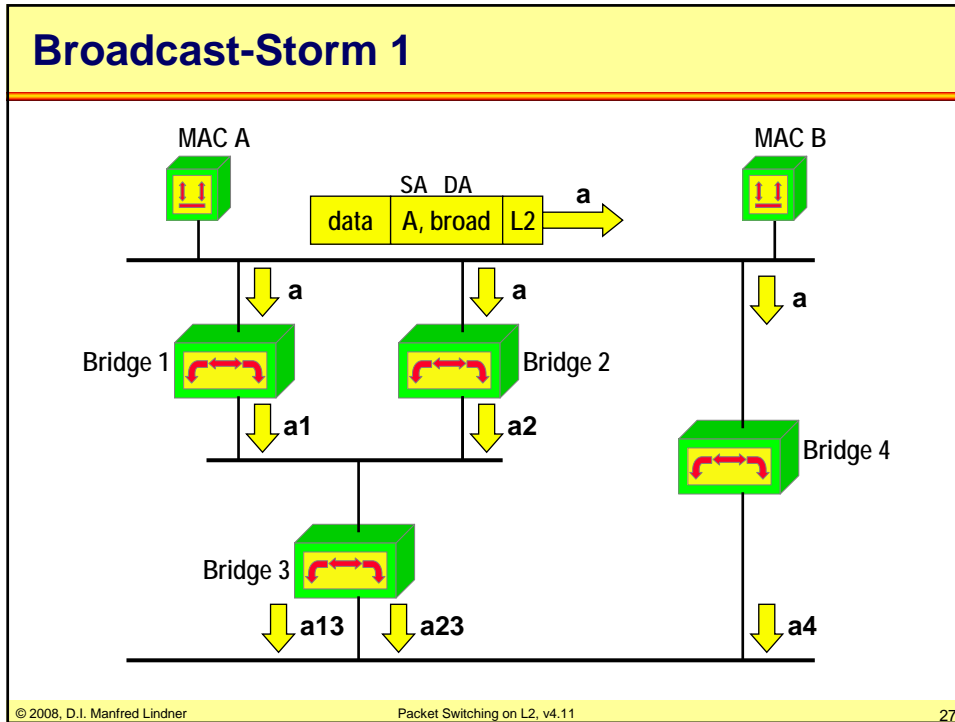 Broadcast-Storm 1
MAC A
MAC B
SA DA
a
data A, broad L2
a
a
a
Bridge 1
Bridge 2
a1
a2
Bridge 4
Bridge 3
a13
a23
a4
© 2008, D.I. Manfred Lindner Packet Switching on L2, v4.11 27